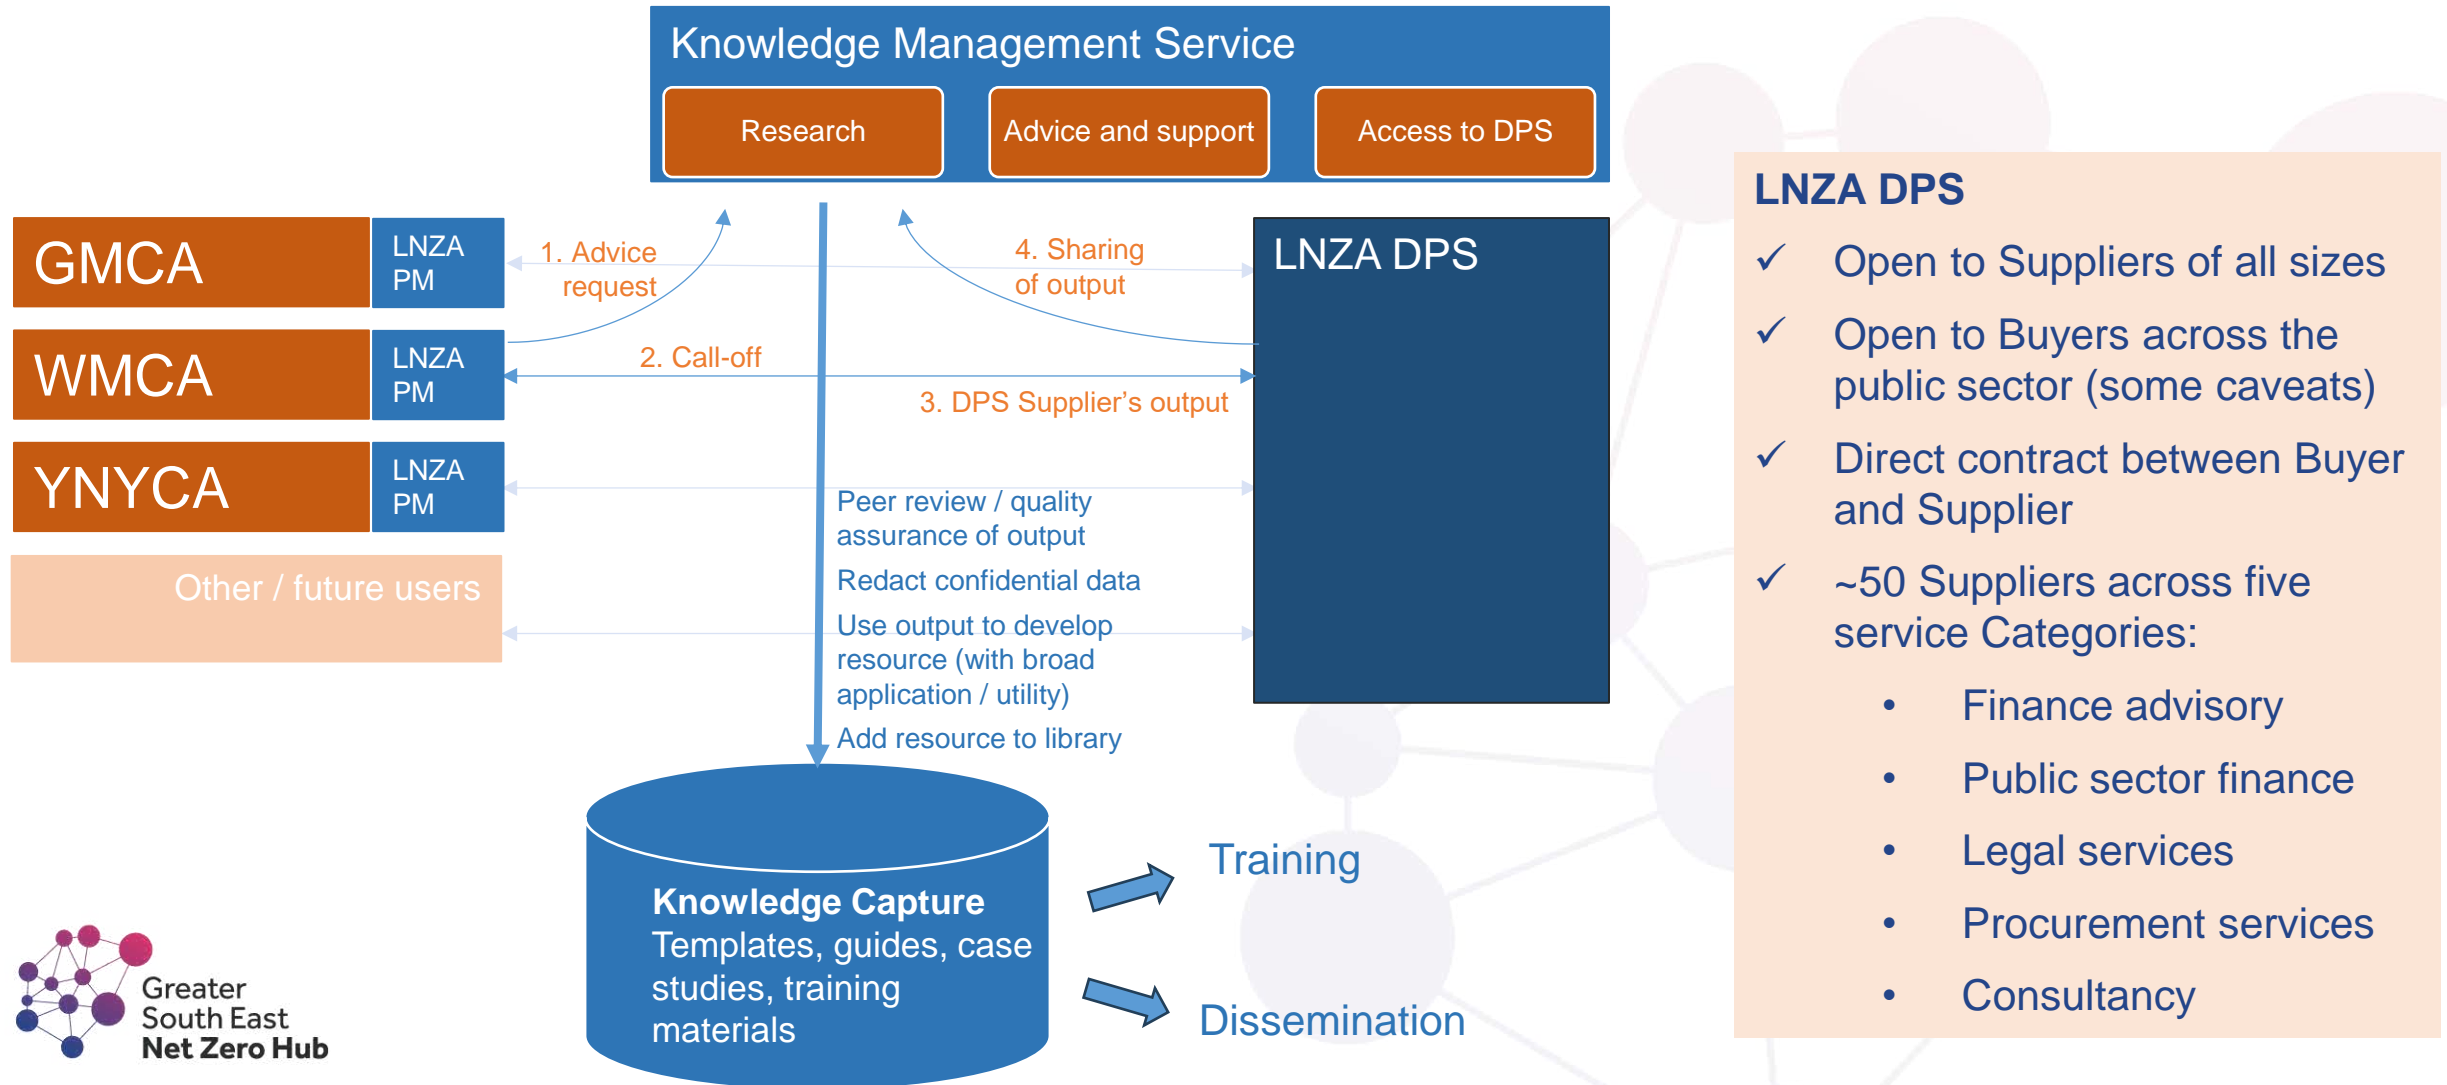 Knowledge Management Service
Research
Advice and support
Access to DPS
GMCA
LNZA
PM
WMCA
LNZA
PM
YNYCA
LNZA
PM
Other / future users
1. Advice
request
2. Call-off
3. DPS Supplier’s output
4. Sharing
of output
LNZA DPS
Peer review / quality
assurance of output
Redact confidential data
Use output to develop
resource (with broad
application / utility)
Add resource to library
Knowledge Capture
Templates, guides, case
studies, training
materials
Training
Dissemination
LNZA DPS
✓ Open to Suppliers of all sizes
✓ Open to Buyers across the
public sector (some caveats)
✓ Direct contract between Buyer
and Supplier
✓ ~50 Suppliers across five
service Categories:
• Finance advisory
• Public sector finance
• Legal services
• Procurement services
• Consultancy
Greater
South East
Net Zero Hub